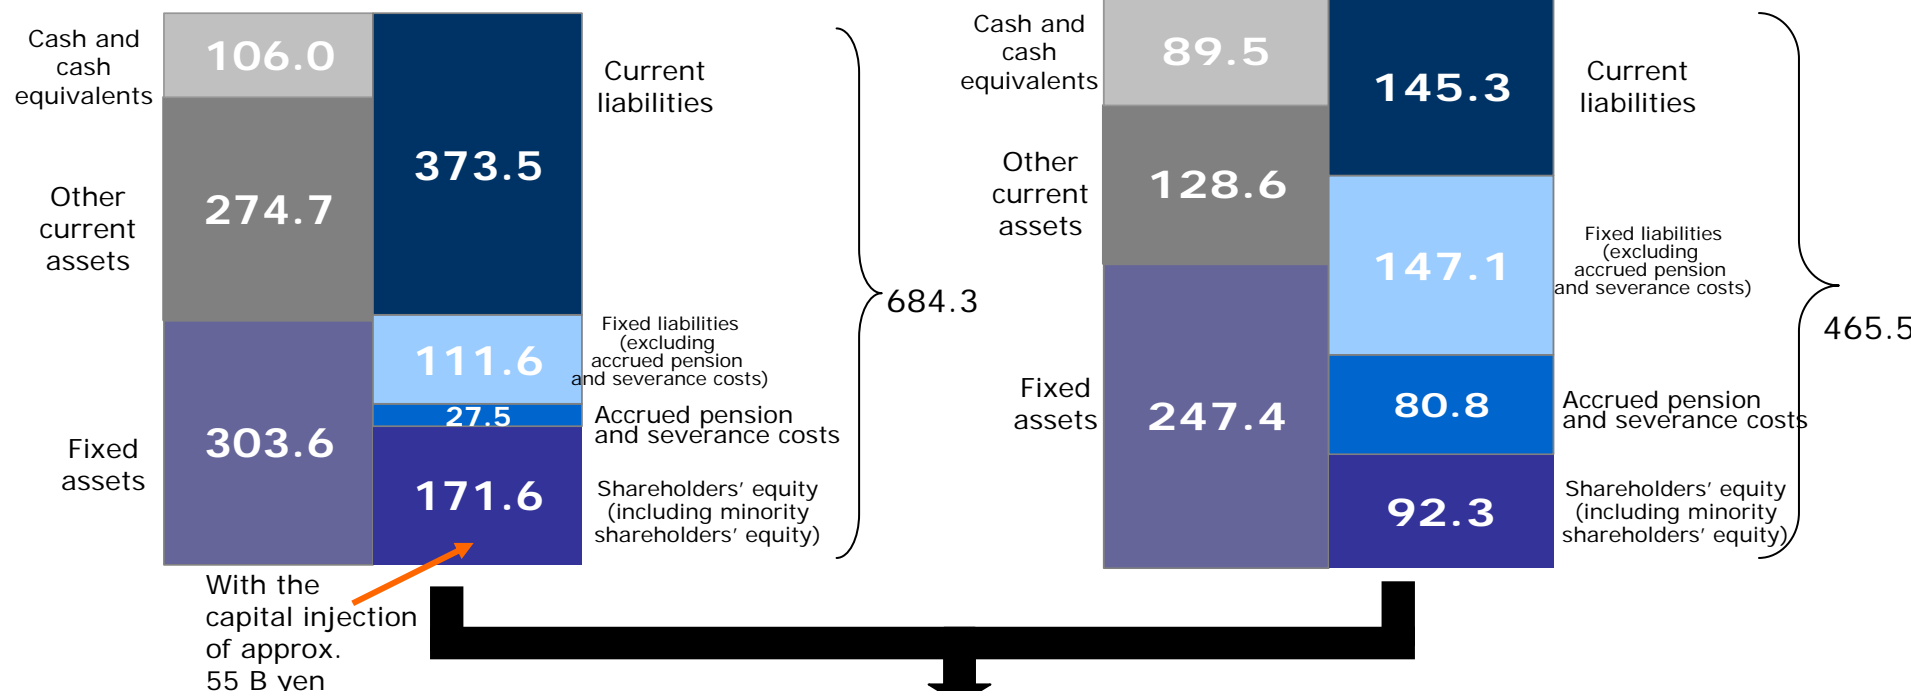 Cash and
cash
equivalents
106.0
Other
current
assets
274.7
Fixed
assets
303.6
373.5
Current
liabilities
111.6
Fixed liabilities
(excluding
accrued pension
and severance costs)
27.5
Accrued pension
and severance costs
171.6
Shareholders' equity
(including minority
shareholders' equity)
684.3
With the
capital injection
of approx.
55 B yen
Cash and
cash
equivalents
89.5
Other
current
assets
128.6
Fixed
assets
247.4
145.3
Current
liabilities
147.1
Fixed liabilities
(excluding
accrued pension
and severance costs)
80.8
Accrued pension
and severance costs
92.3
Shareholders' equity
(including minority
shareholders' equity)
465.5